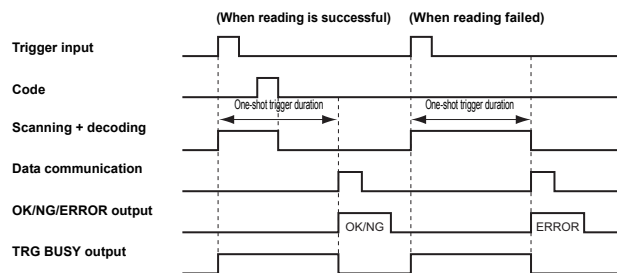 (When reading is successful) (When reading failed)
Trigger input
Code
One-shot trigger duration One-shot trigger duration
Scanning + decoding
Data communication
OK/NG/ERROR output
OK/NG ERROR
TRG BUSY output